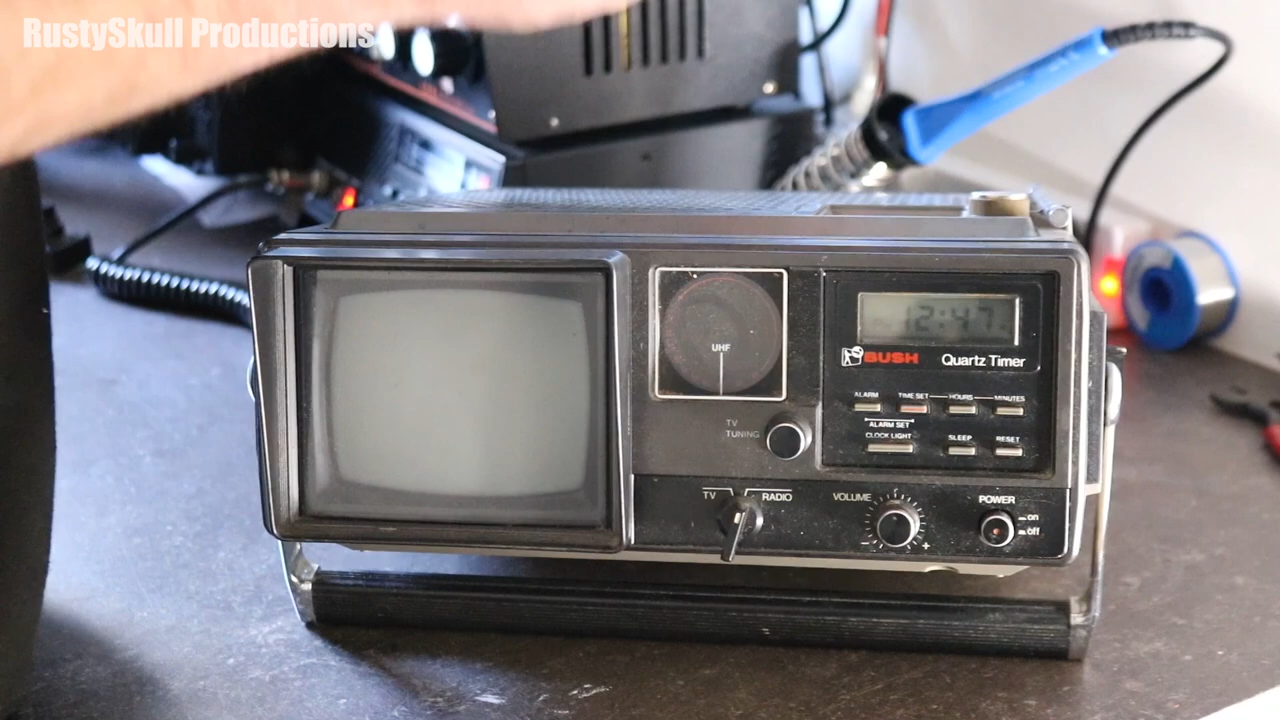 RustySkull Productions
12:47
UHF
BUSH Quartz Timer
ALARM TIME SET HOURS MINUTES
ALARM SET
TV TUNING
CLOCK LIGHT SLEEP RESET
TV RADIO VOLUME POWER
on
off
- +